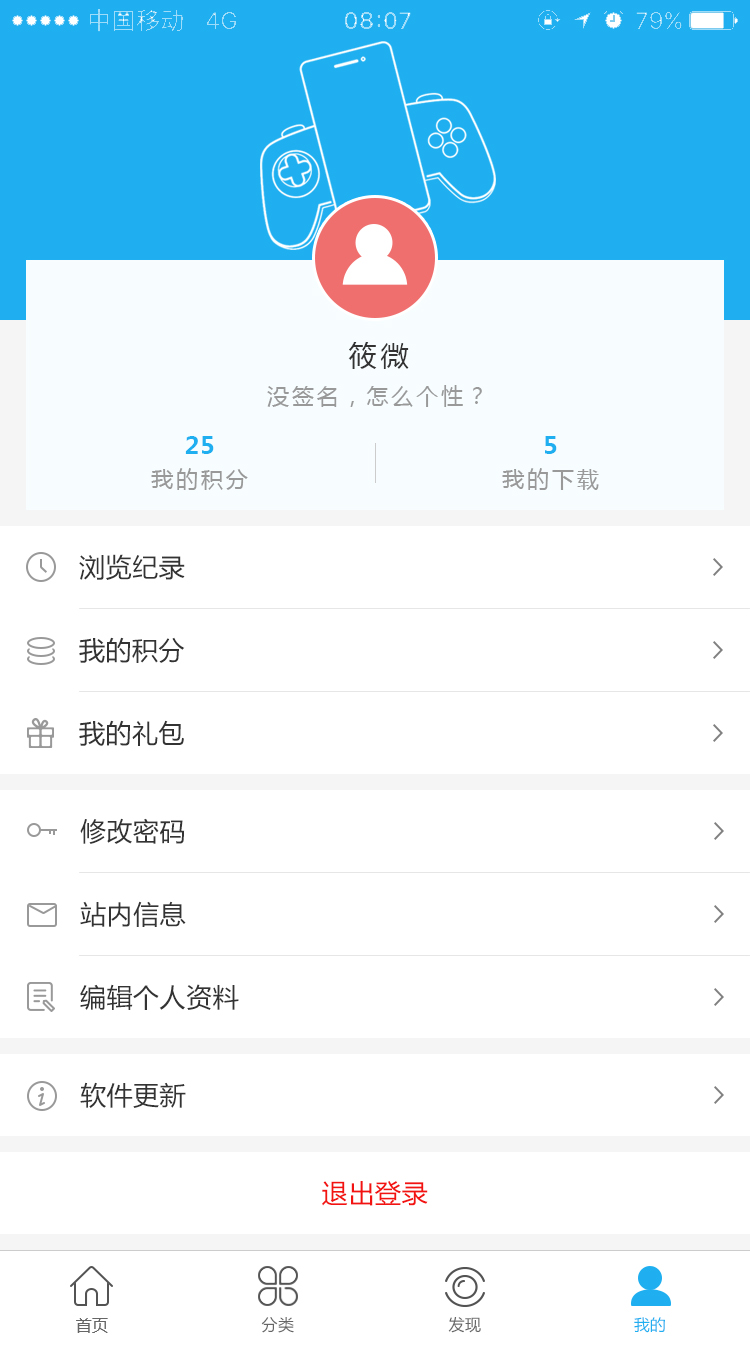 中国移动 4G 08:07 79%
筱微
没签名，怎么个性？
25 5
我的积分 我的下载
浏览纪录
我的积分
我的礼包
修改密码
站内信息
编辑个人资料
软件更新
退出登录
首页 分类 发现 我的